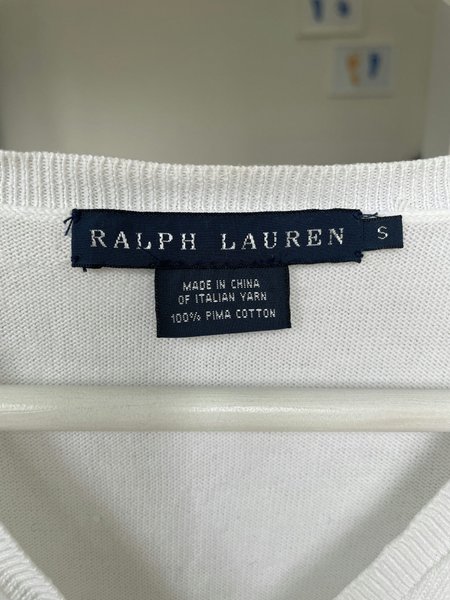 RALPH LAUREN S
MADE IN CHINA
OF ITALIAN YARN
100% PIMA COTTON